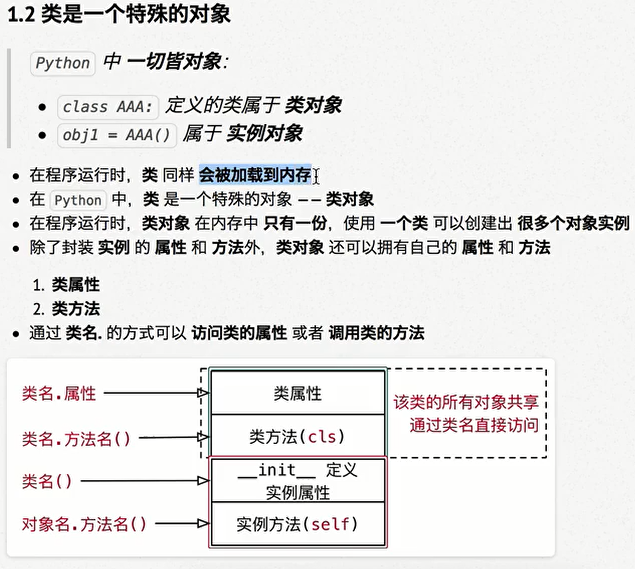 1.2 类是一个特殊的对象
Python 中 一切皆对象：
class AAA: 定义的类属于 类对象
obj1 = AAA() 属于 实例对象
在程序运行时，类 同样 会被加载到内存
在 Python 中，类 是一个特殊的对象 -- 类对象
在程序运行时，类对象 在内存中 只有一份，使用 一个类 可以创建出 很多个对象实例
除了封装 实例 的 属性 和 方法外，类对象 还可以拥有自己的 属性 和 方法
1. 类属性
2. 类方法
通过 类名. 的方式可以 访问类的属性 或者 调用类的方法
类名.属性
类属性
该类的所有对象共享
通过类名直接访问
类名.方法名()
类方法(cls)
类名()
__init__ 定义
实例属性
对象名.方法名()
实例方法(self)